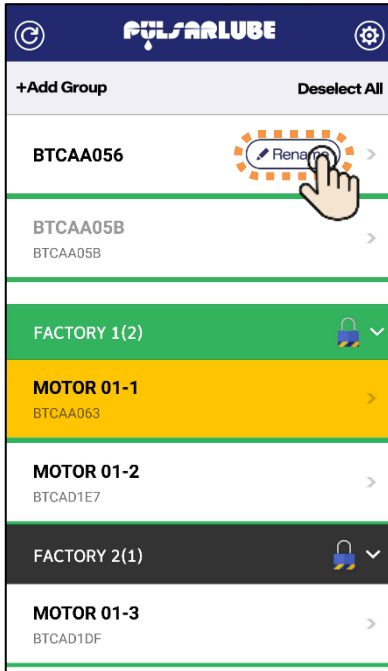 PULSARLUBE
+Add Group Deselect All
BTCAA056 Rename
BTCAA05B
BTCAA05B
FACTORY 1(2)
MOTOR 01-1
BTCAA063
MOTOR 01-2
BTCAD1E7
FACTORY 2(1)
MOTOR 01-3
BTCAD1DF